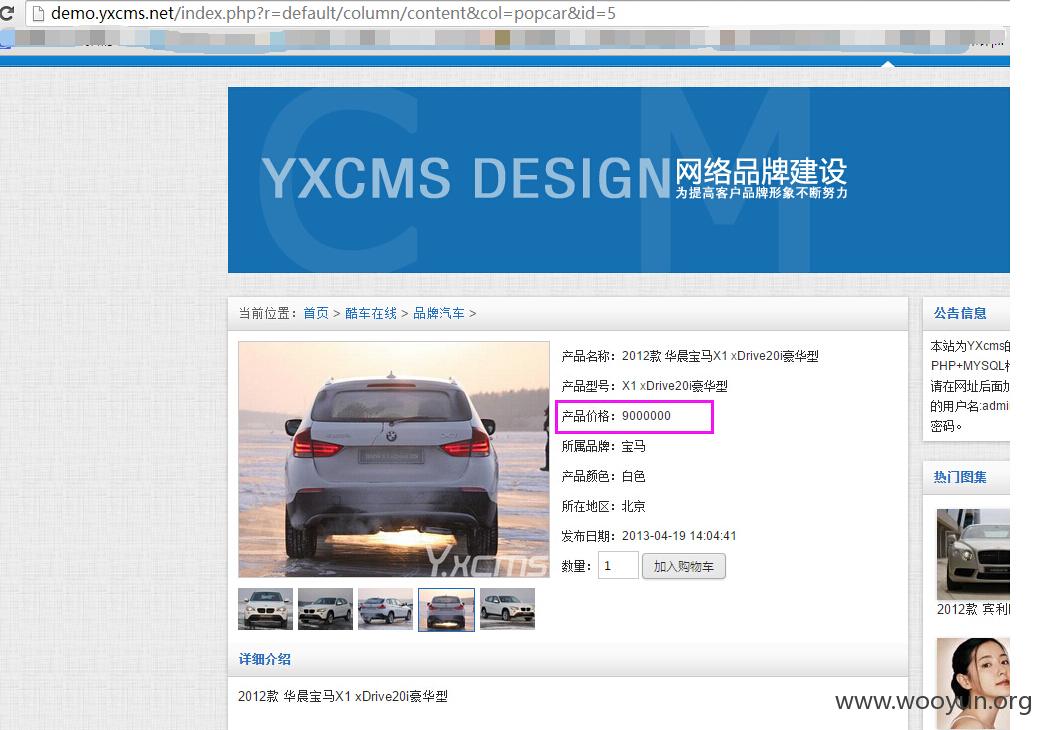 demo.yxcms.net/index.php?r=default/column/content&col=popcar&id=5
C M
YXCMS DESIGN 网络品牌建设
为提高客户品牌形象不断努力
当前位置：首页 > 酷车在线 > 品牌汽车 >
产品名称：2012款 华晨宝马X1 xDrive20i豪华型
产品型号：X1 xDrive20i豪华型
产品价格：9000000
所属品牌：宝马
产品颜色：白色
所在地区：北京
发布日期：2013-04-19 14:04:41
数量：1 加入购物车
Y.xcms
详细介绍
2012款 华晨宝马X1 xDrive20i豪华型
公告信息
本站为YXcms的
PHP+MYSQL
请在网址后面加
的用户名:admi
密码。
热门图集
2012款 宾利
www.wooyun.org